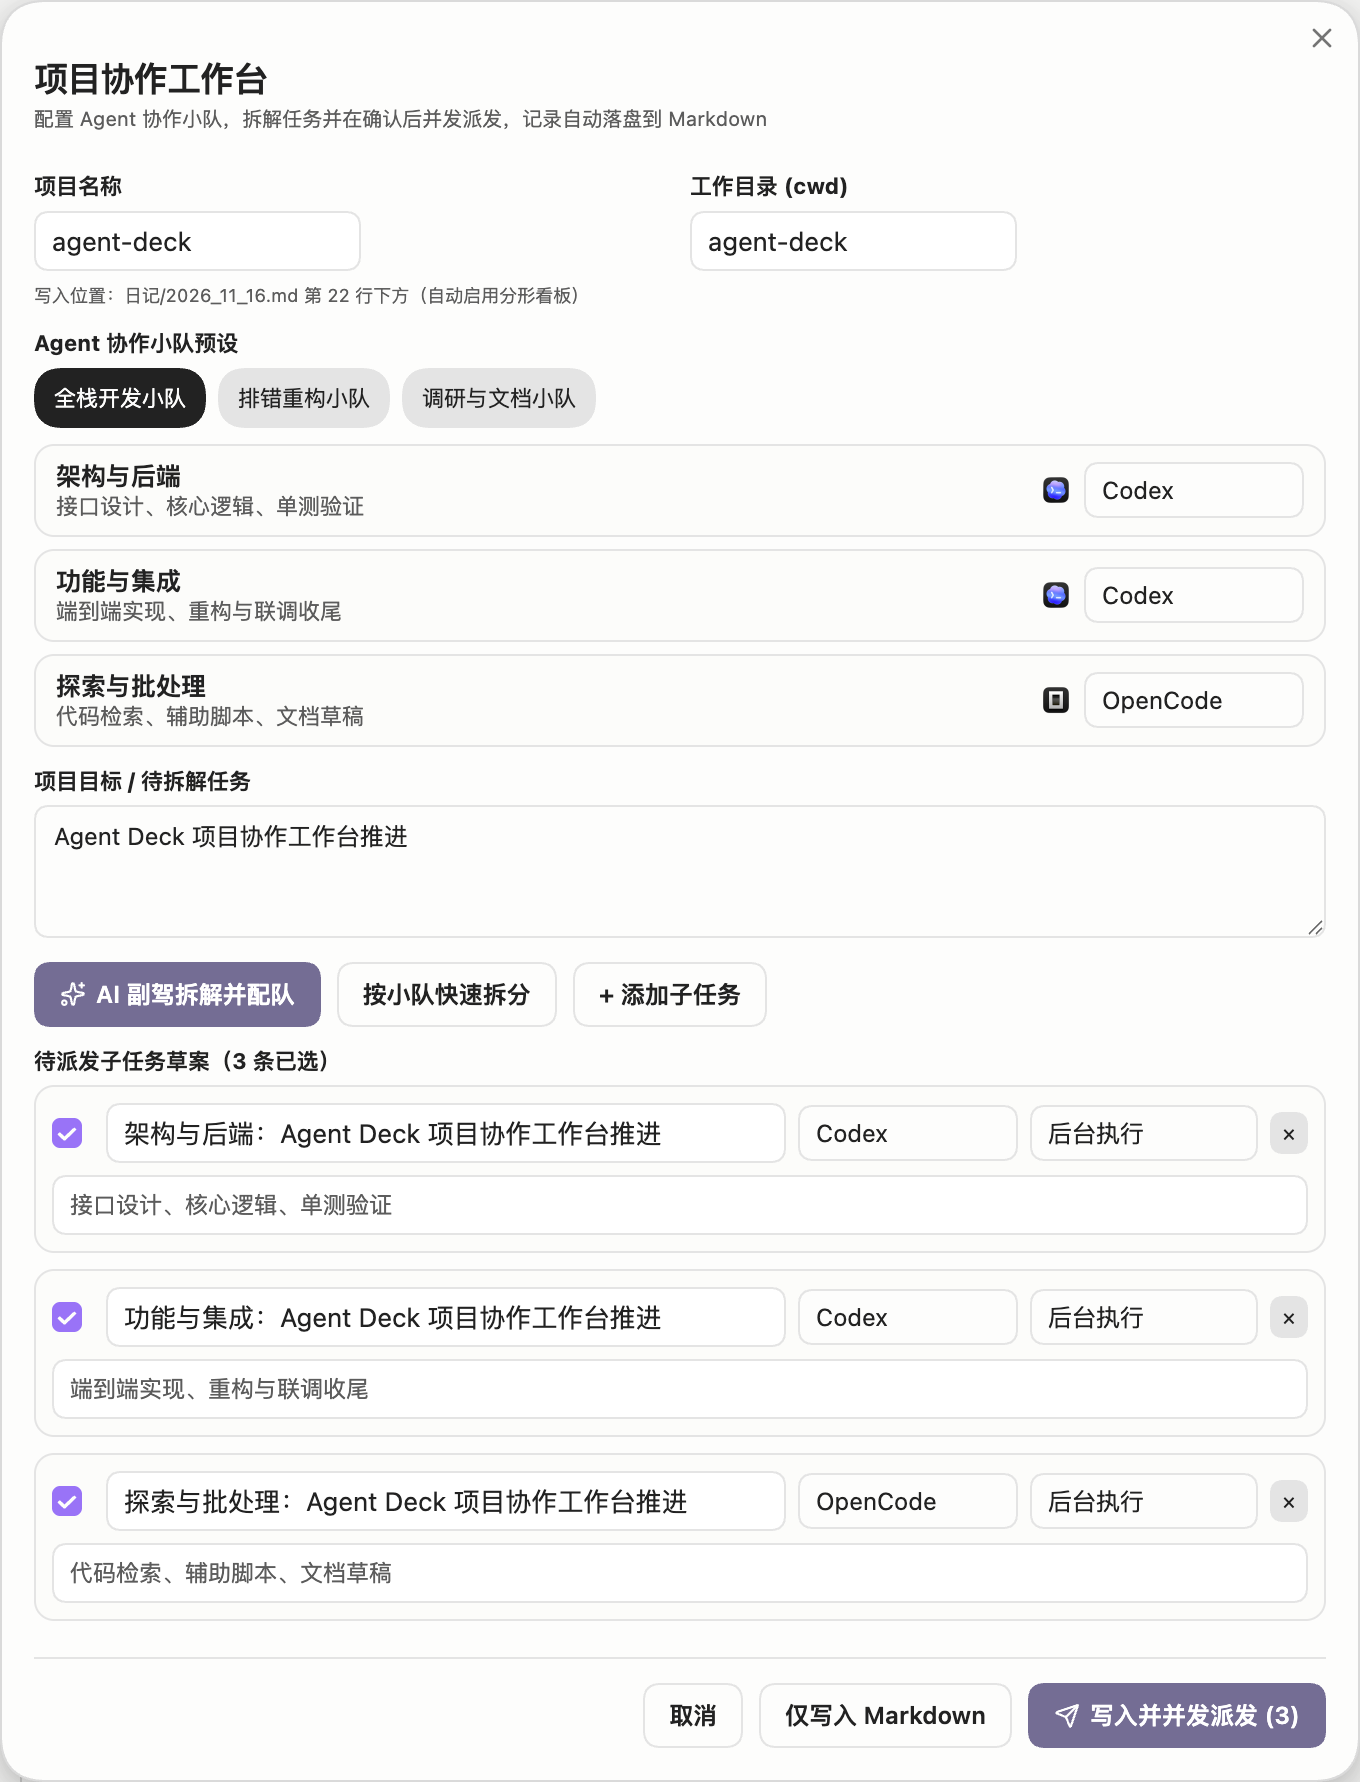 项目协作工作台
配置 Agent 协作小队，拆解任务并在确认后并发派发，记录自动落盘到 Markdown
项目名称
工作目录 (cwd)
agent-deck
agent-deck
写入位置：日记/2026_11_16.md 第 22 行下方（自动启用分形看板）
Agent 协作小队预设
全栈开发小队
排错重构小队
调研与文档小队
架构与后端
接口设计、核心逻辑、单测验证
Codex
功能与集成
端到端实现、重构与联调收尾
Codex
探索与批处理
代码检索、辅助脚本、文档草稿
OpenCode
项目目标 / 待拆解任务
Agent Deck 项目协作工作台推进
AI 副驾拆解并配队
按小队快速拆分
+ 添加子任务
待派发子任务草案（3 条已选）
架构与后端：Agent Deck 项目协作工作台推进
Codex
后台执行
×
接口设计、核心逻辑、单测验证
功能与集成：Agent Deck 项目协作工作台推进
Codex
后台执行
×
端到端实现、重构与联调收尾
探索与批处理：Agent Deck 项目协作工作台推进
OpenCode
后台执行
×
代码检索、辅助脚本、文档草稿
取消
仅写入 Markdown
写入并并发派发 (3)